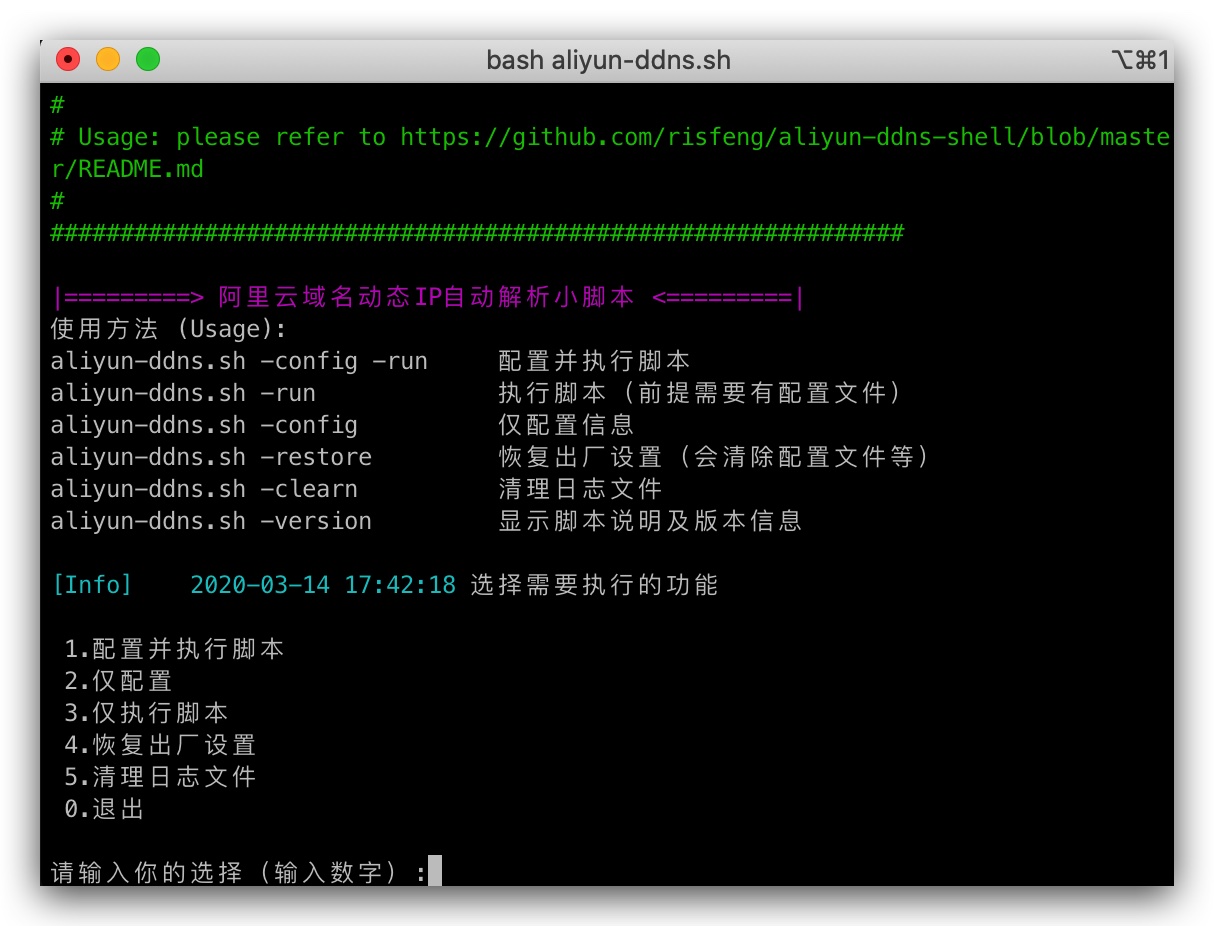 bash aliyun-ddns.sh
⌥⌘1
#
# Usage: please refer to https://github.com/risfeng/aliyun-ddns-shell/blob/maste
r/README.md
#
#############################################################
|=========> 阿里云域名动态IP自动解析小脚本 <=========|
使用方法 (Usage):
aliyun-ddns.sh -config -run     配置并执行脚本
aliyun-ddns.sh -run             执行脚本（前提需要有配置文件）
aliyun-ddns.sh -config          仅配置信息
aliyun-ddns.sh -restore         恢复出厂设置（会清除配置文件等）
aliyun-ddns.sh -clearn          清理日志文件
aliyun-ddns.sh -version         显示脚本说明及版本信息
[Info]    2020-03-14 17:42:18 选择需要执行的功能
1.配置并执行脚本
2.仅配置
3.仅执行脚本
4.恢复出厂设置
5.清理日志文件
0.退出
请输入你的选择（输入数字）: